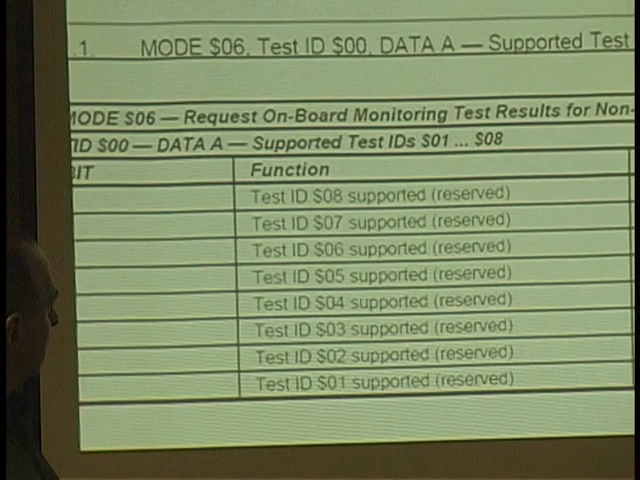 .1. MODE $06, Test ID $00, DATA A — Supported Test
MODE $06 — Request On-Board Monitoring Test Results for Non-
ID $00 — DATA A — Supported Test IDs $01 ... $08
BIT Function
Test ID $08 supported (reserved)
Test ID $07 supported (reserved)
Test ID $06 supported (reserved)
Test ID $05 supported (reserved)
Test ID $04 supported (reserved)
Test ID $03 supported (reserved)
Test ID $02 supported (reserved)
Test ID $01 supported (reserved)